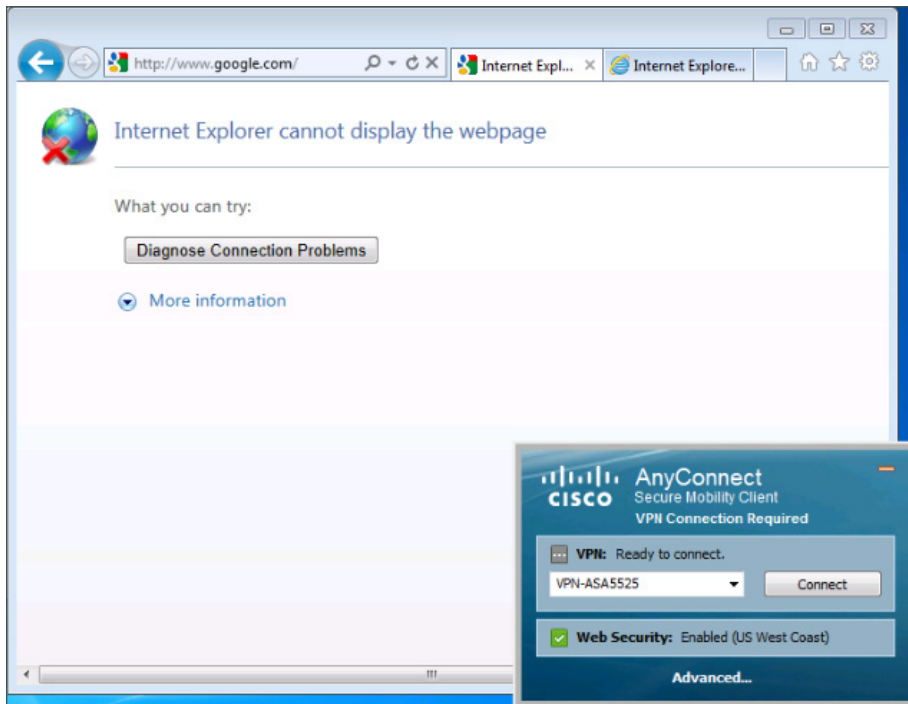 http://www.google.com/
Internet Expl...
Internet Explore...
Internet Explorer cannot display the webpage
What you can try:
Diagnose Connection Problems
More information
CISCO
AnyConnect
Secure Mobility Client
VPN Connection Required
VPN: Ready to connect.
VPN-ASA5525
Connect
Web Security: Enabled (US West Coast)
Advanced...